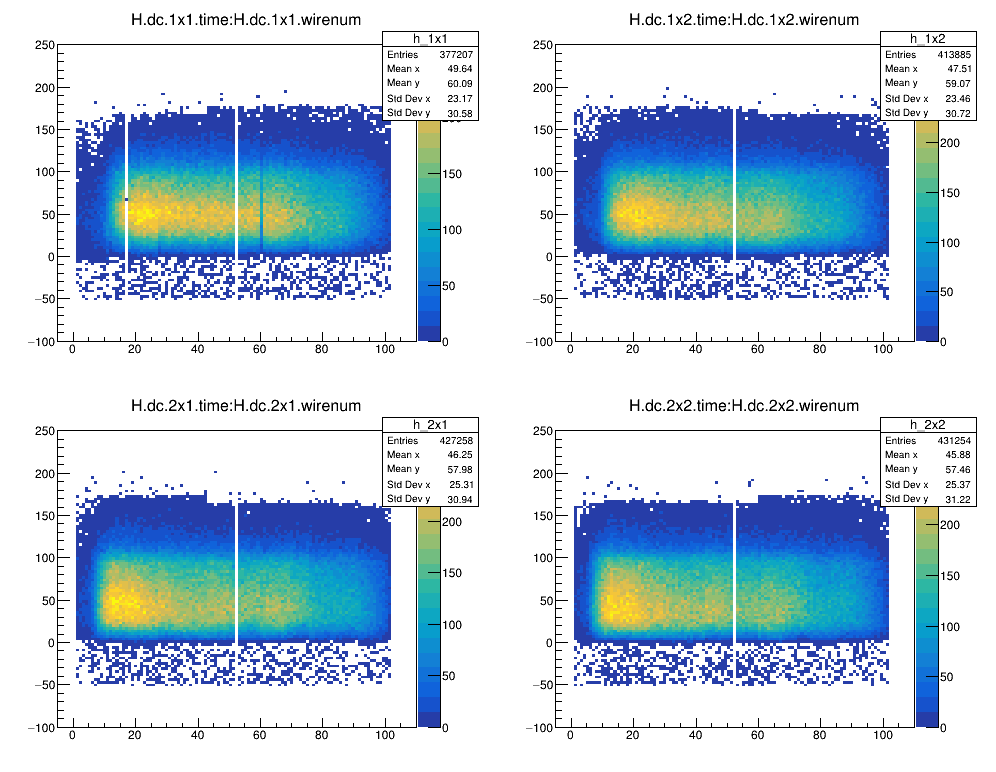 H.dc.1x1.time:H.dc.1x1.wirenum
h_1x1
Entries 377207
Mean x 49.64
Mean y 60.09
Std Dev x 23.17
Std Dev y 30.58
250
200
150
100
50
0
−50
−100
0 20 40 60 80 100
150
100
50
0
H.dc.1x2.time:H.dc.1x2.wirenum
h_1x2
Entries 413885
Mean x 47.51
Mean y 59.07
Std Dev x 23.46
Std Dev y 30.72
250
200
150
100
50
0
−50
−100
0 20 40 60 80 100
200
150
100
50
0
H.dc.2x1.time:H.dc.2x1.wirenum
h_2x1
Entries 427258
Mean x 46.25
Mean y 57.98
Std Dev x 25.31
Std Dev y 30.94
250
200
150
100
50
0
−50
−100
0 20 40 60 80 100
200
150
100
50
0
H.dc.2x2.time:H.dc.2x2.wirenum
h_2x2
Entries 431254
Mean x 45.88
Mean y 57.46
Std Dev x 25.37
Std Dev y 31.22
250
200
150
100
50
0
−50
−100
0 20 40 60 80 100
200
150
100
50
0